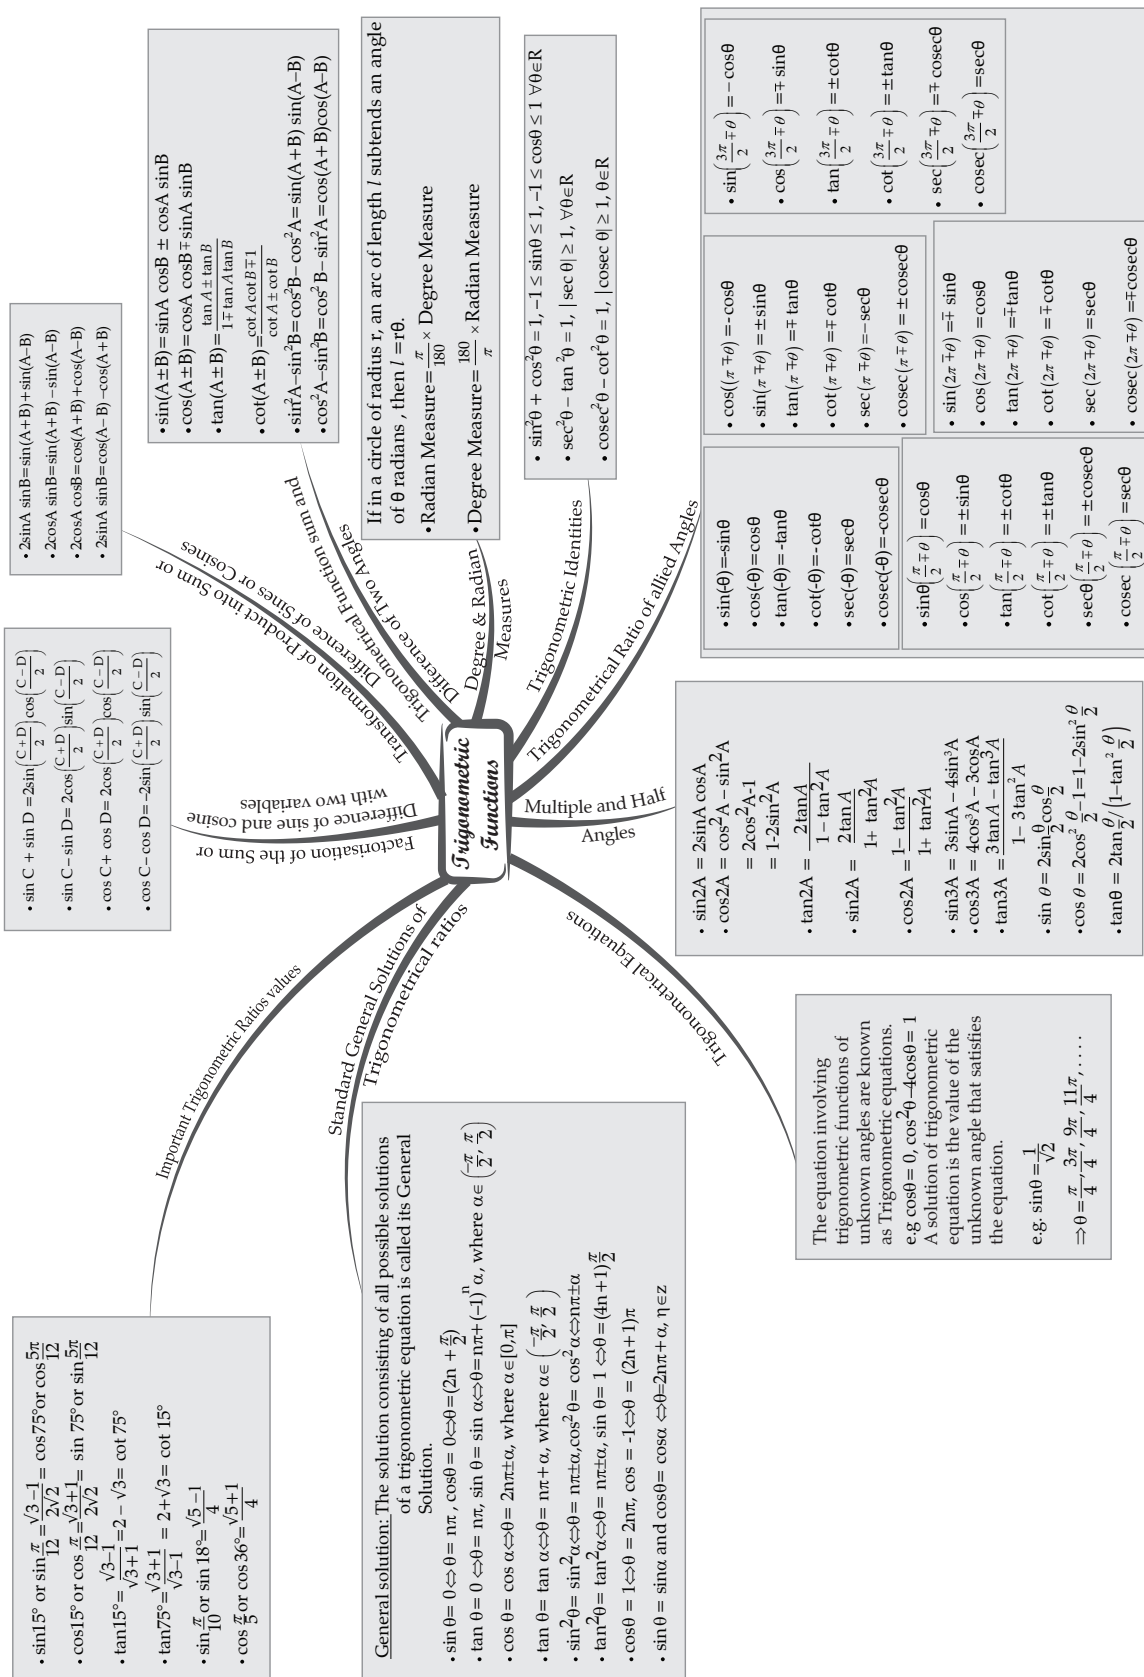 Trigonometric
Functions
Important Trigonometric Ratios values
• sin15° or sin π/12 = (√3−1)/(2√2) = cos75° or cos 5π/12
• cos15° or cos π/12 = (√3+1)/(2√2) = sin 75° or sin 5π/12
• tan15° = (√3−1)/(√3+1) = 2 − √3 = cot 75°
• tan75° = (√3+1)/(√3−1) = 2+√3 = cot 15°
• sin π/10 or sin 18° = (√5−1)/4
• cos π/5 or cos 36° = (√5+1)/4
Factorisation of the Sum or
Difference of sine and cosine
with two variables
• sin C + sin D = 2sin((C+D)/2) cos((C−D)/2)
• sin C − sin D = 2cos((C+D)/2) sin((C−D)/2)
• cos C + cos D = 2cos((C+D)/2) cos((C−D)/2)
• cos C − cos D = −2sin((C+D)/2) sin((C−D)/2)
Transformation of Product into Sum or
Difference of Sines or Cosines
• 2sinA sinB=sin(A+B)+sin(A−B)
• 2cosA sinB=sin(A+B)−sin(A−B)
• 2cosA cosB=cos(A+B)+cos(A−B)
• 2sinA sinB=cos(A−B)−cos(A+B)
Trigonometrical Function sum and
Difference of Two Angles
• sin(A±B)=sinA cosB ± cosA sinB
• cos(A±B)=cosA cosB∓sinA sinB
• tan(A±B)=(tan A ± tan B)/(1∓tan A tan B)
• cot(A±B)=(cot A cot B∓1)/(cot A ± cot B)
• sin²A−sin²B=cos²B−cos²A=sin(A+B) sin(A−B)
• cos²A−sin²B=cos²B−sin²A=cos(A+B)cos(A−B)
Degree & Radian
Measures
If in a circle of radius r, an arc of length l subtends an angle
of θ radians , then l =rθ.
• Radian Measure= π/180 × Degree Measure
• Degree Measure= 180/π × Radian Measure
Trigonometric Identities
• sin²θ + cos²θ = 1, −1 ≤ sinθ ≤ 1, −1 ≤ cosθ ≤ 1 ∀θ∈R
• sec²θ − tan²θ = 1, |sec θ| ≥ 1, ∀θ∈R
• cosec²θ − cot²θ = 1, |cosec θ| ≥ 1, θ∈R
Trigonometrical Ratio of allied Angles
• sin(-θ)=-sinθ
• cos(-θ)=cosθ
• tan(-θ)= -tanθ
• cot(-θ)=-cotθ
• sec(-θ)=secθ
• cosec(-θ)=-cosecθ
• cos((π∓θ)=-cosθ
• sin(π∓θ)=±sinθ
• tan(π∓θ)=∓tanθ
• cot(π∓θ)=∓cotθ
• sec(π∓θ)=−secθ
• cosec(π∓θ)=±cosecθ
• sin(3π/2 ∓ θ)=−cosθ
• cos(3π/2 ∓ θ)=∓sinθ
• tan(3π/2 ∓ θ)=±cotθ
• cot(3π/2 ∓ θ)=±tanθ
• sec(3π/2 ∓ θ)=∓cosecθ
• cosec(3π/2 ∓ θ)=secθ
• sinθ(π/2 ∓ θ)=cosθ
• cos(π/2 ∓ θ)=±sinθ
• tan(π/2 ∓ θ)=±cotθ
• cot(π/2 ∓ θ)=±tanθ
• secθ(π/2 ∓ θ)=±cosecθ
• cosec(π/2 ∓ θ)=secθ
• sin(2π∓θ)=∓sinθ
• cos(2π∓θ)=cosθ
• tan(2π∓θ)=∓tanθ
• cot(2π∓θ)=∓cotθ
• sec(2π∓θ)=secθ
• cosec(2π∓θ)=∓cosecθ
Multiple and Half
Angles
• sin2A = 2sinA cosA
• cos2A = cos²A − sin²A
= 2cos²A-1
= 1-2sin²A
• tan2A = 2tanA/(1−tan²A)
• sin2A = 2tanA/(1+ tan²A)
• cos2A = (1−tan²A)/(1+ tan²A)
• sin3A = 3sinA − 4sin³A
• cos3A = 4cos³A − 3cosA
• tan3A = (3tanA − tan³A)/(1−3tan²A)
• sin θ = 2sin θ/2 cos θ/2
• cos θ = 2cos² θ/2 −1=1−2sin² θ/2
• tanθ = 2tan θ/2 /(1−tan² θ/2)
Trigonometrical Equations
The equation involving
trigonometric functions of
unknown angles are known
as Trigonometric equations.
e.g cosθ = 0, cos²θ−4cosθ = 1
A solution of trigonometric
equation is the value of the
unknown angle that satisfies
the equation.
e.g. sinθ = 1/√2
⇒θ = π/4, 3π/4, 9π/4, 11π/4, ....
Standard General Solutions of
Trigonometrical ratios
General solution: The solution consisting of all possible solutions
of a trigonometric equation is called its General
Solution.
• sin θ= 0⇔ θ= nπ , cosθ= 0⇔θ=(2n + π/2)
• tan θ= 0 ⇔θ= nπ, sin θ= sin α⇔θ=nπ+(-1)ⁿ α, where α∈(−π/2, π/2)
• cos θ= cos α⇔θ= 2nπ±α, where α∈[0,π]
• tan θ= tan α⇔θ= nπ+α, where α∈(−π/2, π/2)
• sin²θ= sin²α⇔θ= nπ±α,cos²θ= cos²α⇔nπ±α
• tan²θ= tan²α⇔θ= nπ±α, sin θ= 1 ⇔θ=(4n+1)π/2
• cosθ = 1⇔θ = 2nπ, cos = -1⇔θ = (2n+1)π
• sin θ= sinα and cosθ= cosα ⇔θ=2nπ+α, η∈z